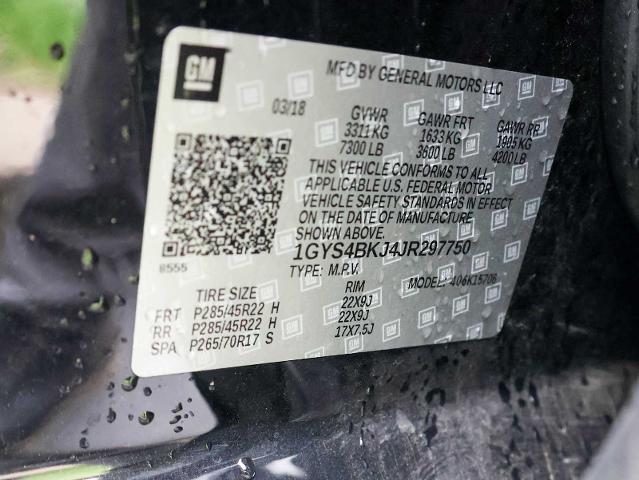 GM
MFD BY GENERAL MOTORS LLC
03/18 GVWR GAWR FRT GAWR RR
3311 KG 1633 KG 1905 KG
7300 LB 3600 LB 4200 LB
THIS VEHICLE CONFORMS TO ALL
APPLICABLE U.S. FEDERAL MOTOR
VEHICLE SAFETY STANDARDS IN EFFECT
ON THE DATE OF MANUFACTURE
SHOWN ABOVE.
1GYS4BKJ4JR297750
8555 TYPE: M.P.V. MODEL: 406K15706
TIRE SIZE RIM
FRT P285/45R22 H 22X9J
RR P285/45R22 H 22X9J
SPA P265/70R17 S 17X7.5J